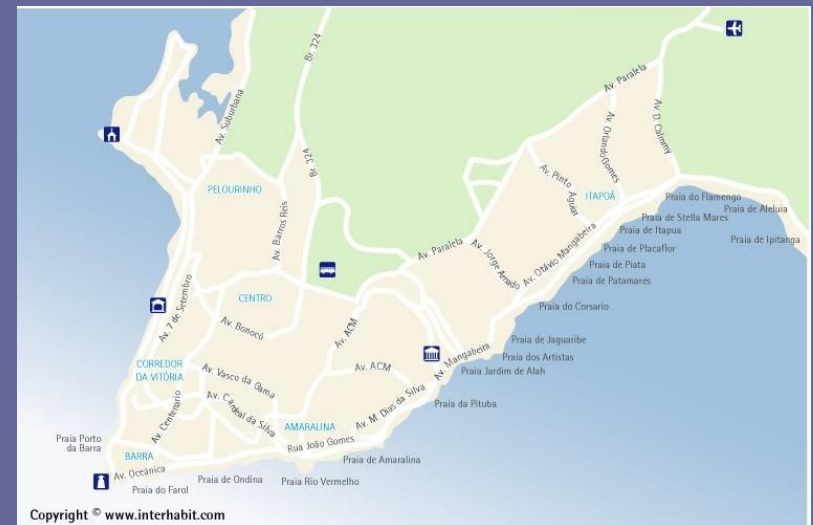 Br. 324
Av. Suburbana
Av. Paralela
Br. 324
Av. Orlando Gomes
Av. D. Calmmy
Av. Pinto
Aguiar
PELOURINHO
ITAPOÃ
Praia do Flamengo
Praia de Aleluia
Praia de Stella Mares
Praia de Itapua
Praia de Ipitanga
Av. Barros Reis
Av. Paralela
Av. Jorge Amado
Av. Otávio Mangabeira
Praia de Placaflor
Praia de Piata
Praia de Patamares
CENTRO
Praia do Corsario
Av. 7 de Setembro
Av. Bonocú
Av. ACM
Praia de Jaguaribe
Av. Mangabeira
Praia dos Artistas
Praia Jardim de Alah
CORREDOR
DA VITÓRIA
Av. Vasco da Gama
Av. ACM
Av. M. Dias da Silva
Praia da Pituba
Av. Centenario
Av. Cardeal da Silva
AMARALINA
Rua João Gomes
Praia Porto
da Barra
BARRA
Praia de Amaralina
Av. Oceânica
Praia de Ondina
Praia Rio Vermelho
Praia do Farol
Copyright © www.interhabit.com